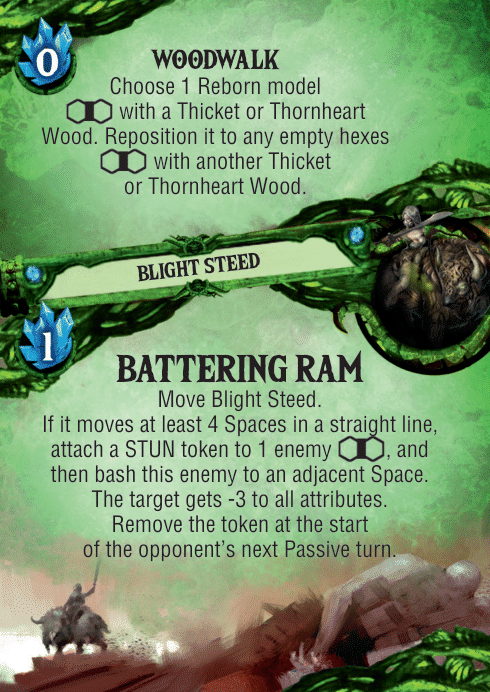 0
WOODWALK
Choose 1 Reborn model
with a Thicket or Thornheart
Wood. Reposition it to any empty hexes
with another Thicket
or Thornheart Wood.
BLIGHT STEED
1
BATTERING RAM
Move Blight Steed.
If it moves at least 4 Spaces in a straight line,
attach a STUN token to 1 enemy , and
then bash this enemy to an adjacent Space.
The target gets -3 to all attributes.
Remove the token at the start
of the opponent's next Passive turn.